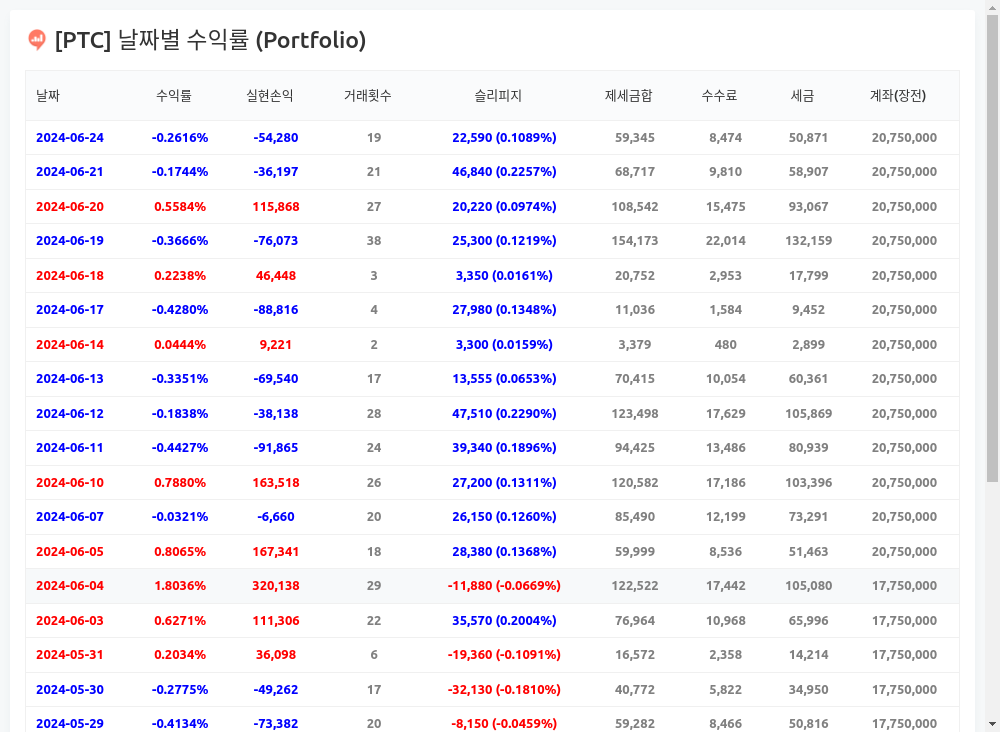 [PTC] 날짜별 수익률 (Portfolio)
날짜 수익률 실현손익 거래횟수 슬리피지 제세금합 수수료 세금 계좌(장전)
2024-06-24 -0.2616% -54,280 19 22,590 (0.1089%) 59,345 8,474 50,871 20,750,000
2024-06-21 -0.1744% -36,197 21 46,840 (0.2257%) 68,717 9,810 58,907 20,750,000
2024-06-20 0.5584% 115,868 27 20,220 (0.0974%) 108,542 15,475 93,067 20,750,000
2024-06-19 -0.3666% -76,073 38 25,300 (0.1219%) 154,173 22,014 132,159 20,750,000
2024-06-18 0.2238% 46,448 3 3,350 (0.0161%) 20,752 2,953 17,799 20,750,000
2024-06-17 -0.4280% -88,816 4 27,980 (0.1348%) 11,036 1,584 9,452 20,750,000
2024-06-14 0.0444% 9,221 2 3,300 (0.0159%) 3,379 480 2,899 20,750,000
2024-06-13 -0.3351% -69,540 17 13,555 (0.0653%) 70,415 10,054 60,361 20,750,000
2024-06-12 -0.1838% -38,138 28 47,510 (0.2290%) 123,498 17,629 105,869 20,750,000
2024-06-11 -0.4427% -91,865 24 39,340 (0.1896%) 94,425 13,486 80,939 20,750,000
2024-06-10 0.7880% 163,518 26 27,200 (0.1311%) 120,582 17,186 103,396 20,750,000
2024-06-07 -0.0321% -6,660 20 26,150 (0.1260%) 85,490 12,199 73,291 20,750,000
2024-06-05 0.8065% 167,341 18 28,380 (0.1368%) 59,999 8,536 51,463 20,750,000
2024-06-04 1.8036% 320,138 29 -11,880 (-0.0669%) 122,522 17,442 105,080 17,750,000
2024-06-03 0.6271% 111,306 22 35,570 (0.2004%) 76,964 10,968 65,996 17,750,000
2024-05-31 0.2034% 36,098 6 -19,360 (-0.1091%) 16,572 2,358 14,214 17,750,000
2024-05-30 -0.2775% -49,262 17 -32,130 (-0.1810%) 40,772 5,822 34,950 17,750,000
2024-05-29 -0.4134% -73,382 20 -8,150 (-0.0459%) 59,282 8,466 50,816 17,750,000